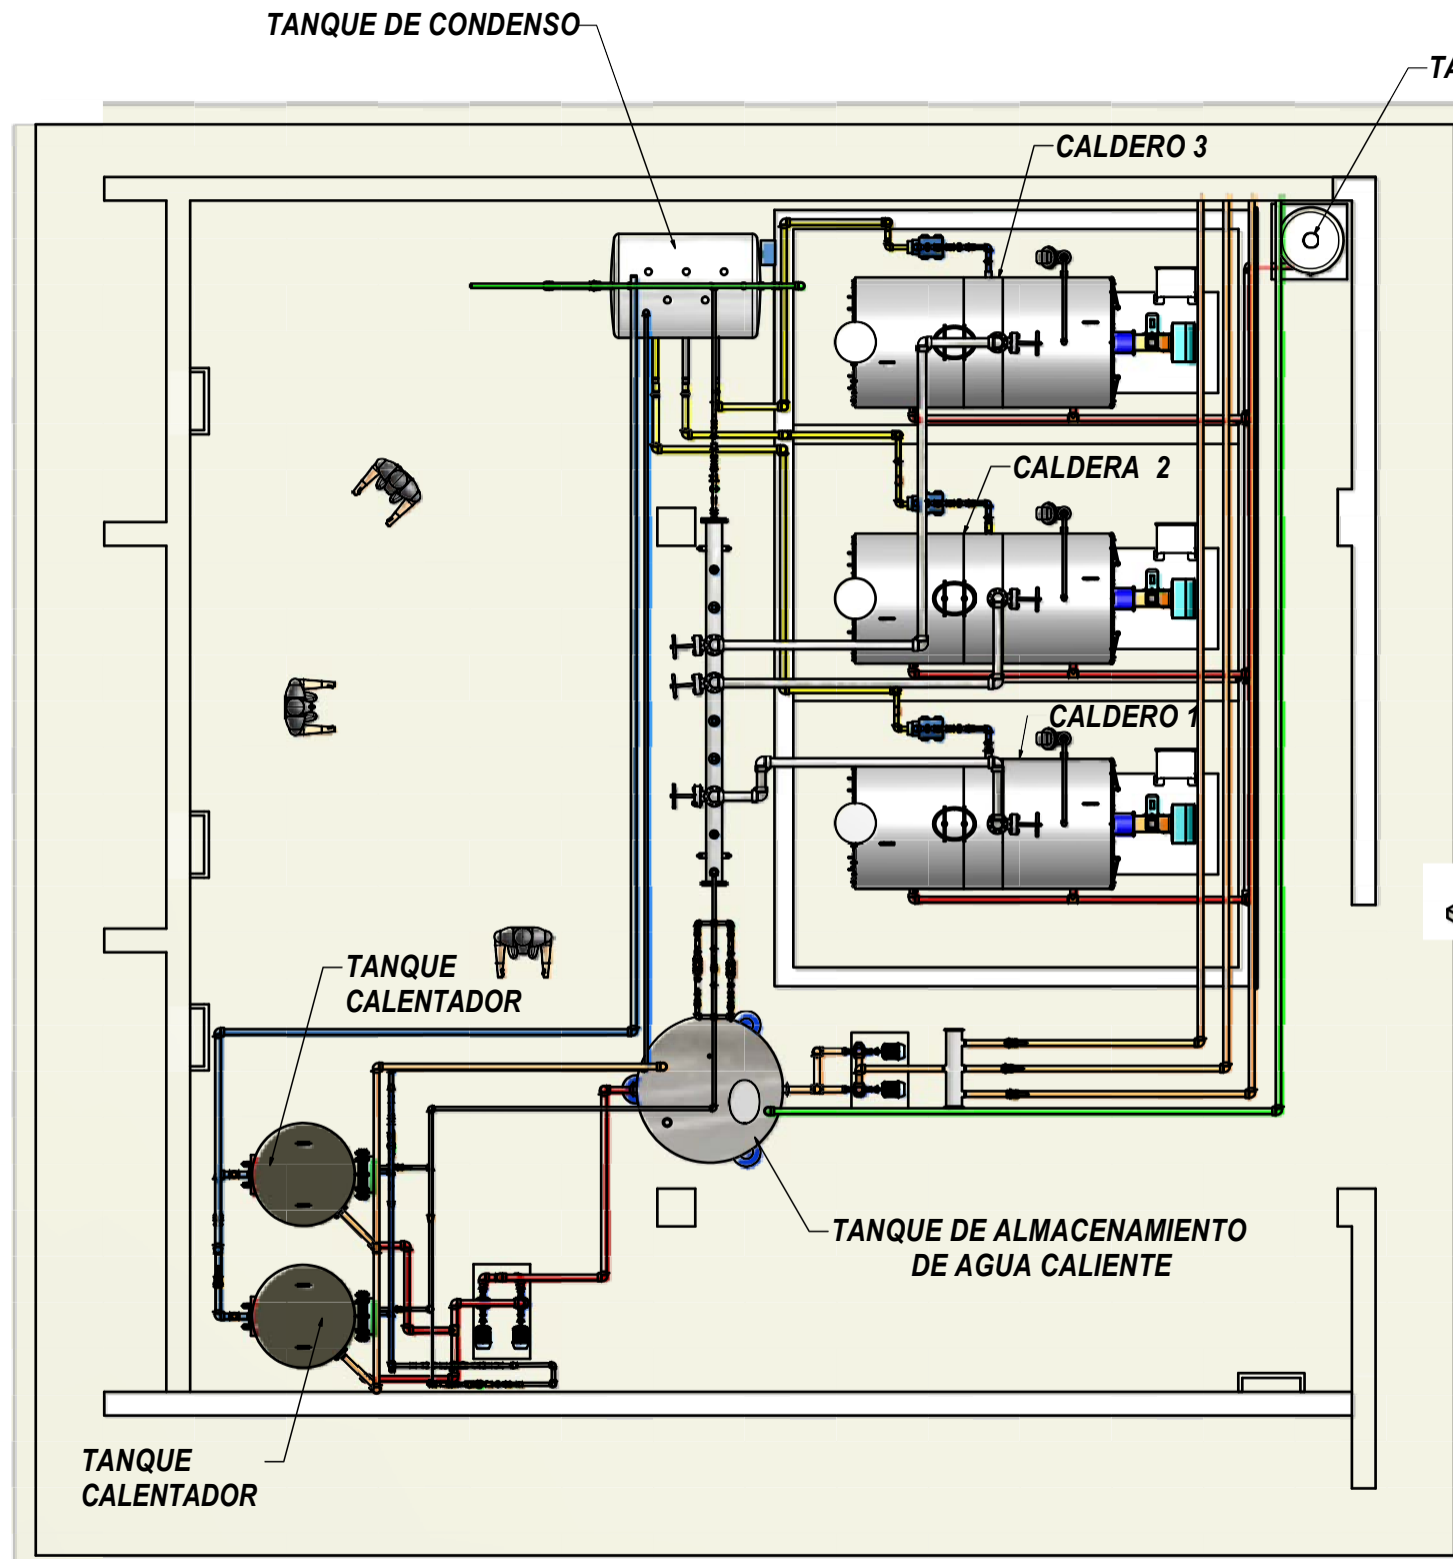 TANQUE DE CONDENSO
CALDERO 3
CALDERA 2
CALDERO 1
TANQUE
CALENTADOR
TANQUE DE ALMACENAMIENTO
DE AGUA CALIENTE
TANQUE
CALENTADOR